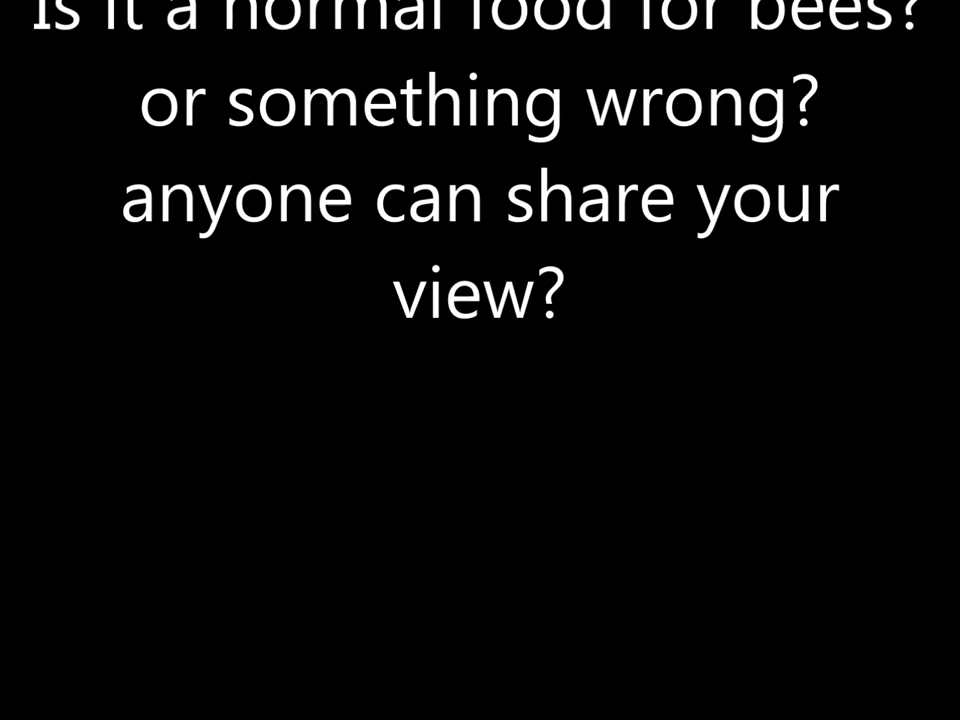 Is it a normal food for bees?
or something wrong?
anyone can share your
view?